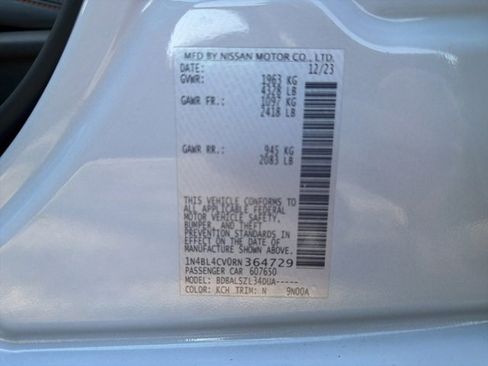 MFD BY NISSAN MOTOR CO., LTD.
DATE: 12/23
GVWR: 1963 KG
4328 LB
GAWR FR.: 1097 KG
2418 LB
GAWR RR.: 945 KG
2083 LB
THIS VEHICLE CONFORMS TO
ALL APPLICABLE FEDERAL
MOTOR VEHICLE SAFETY,
BUMPER, AND THEFT
PREVENTION STANDARDS IN
EFFECT ON THE DATE OF
MANUFACTURE SHOWN ABOVE.
1N4BL4CV0RN364729
PASSENGER CAR 607650
MODEL: BDBALSZL34DUA-----
COLOR: KCH TRIM: N 9N00A